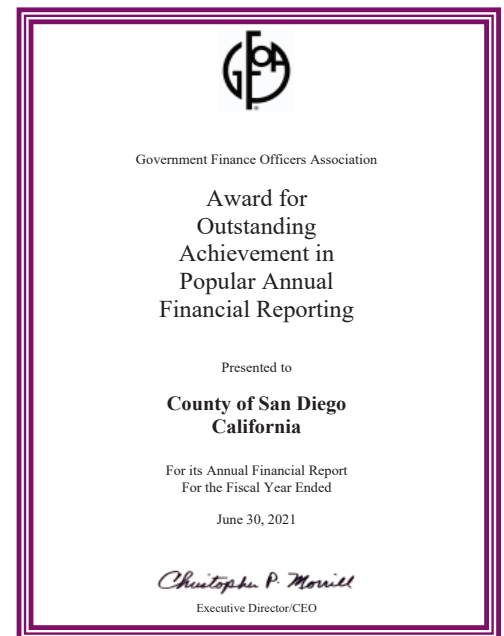 GFOA
Government Finance Officers Association
Award for
Outstanding
Achievement in
Popular Annual
Financial Reporting
Presented to
County of San Diego
California
For its Annual Financial Report
For the Fiscal Year Ended
June 30, 2021
Christopher P. Morrill
Executive Director/CEO